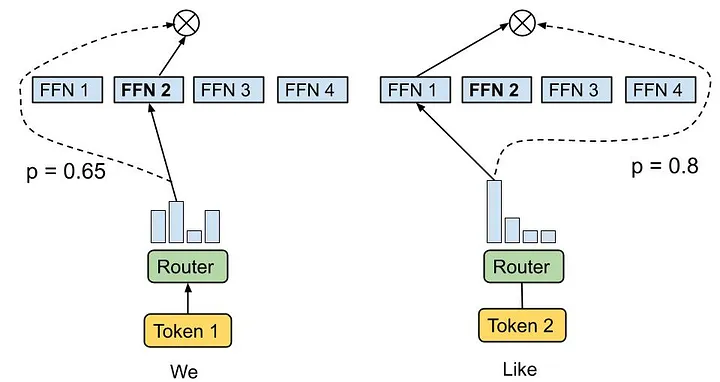 FFN 1 FFN 2 FFN 3 FFN 4
p = 0.65
Router
Token 1
We
FFN 1 FFN 2 FFN 3 FFN 4
p = 0.8
Router
Token 2
Like